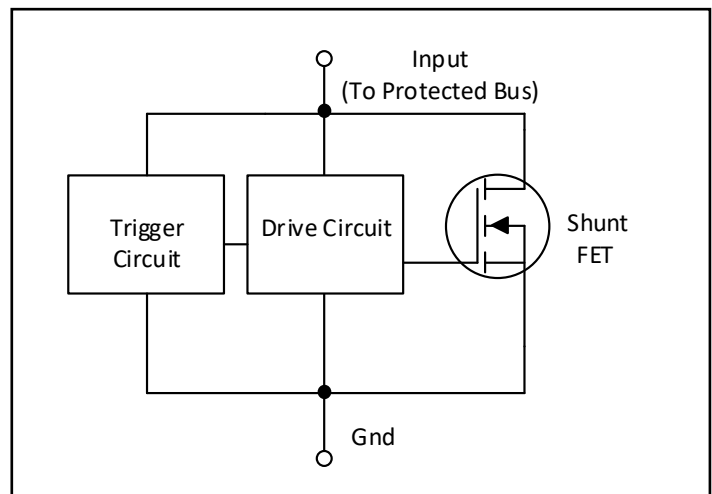 Input
(To Protected Bus)
Trigger
Circuit
Drive Circuit
Shunt
FET
Gnd